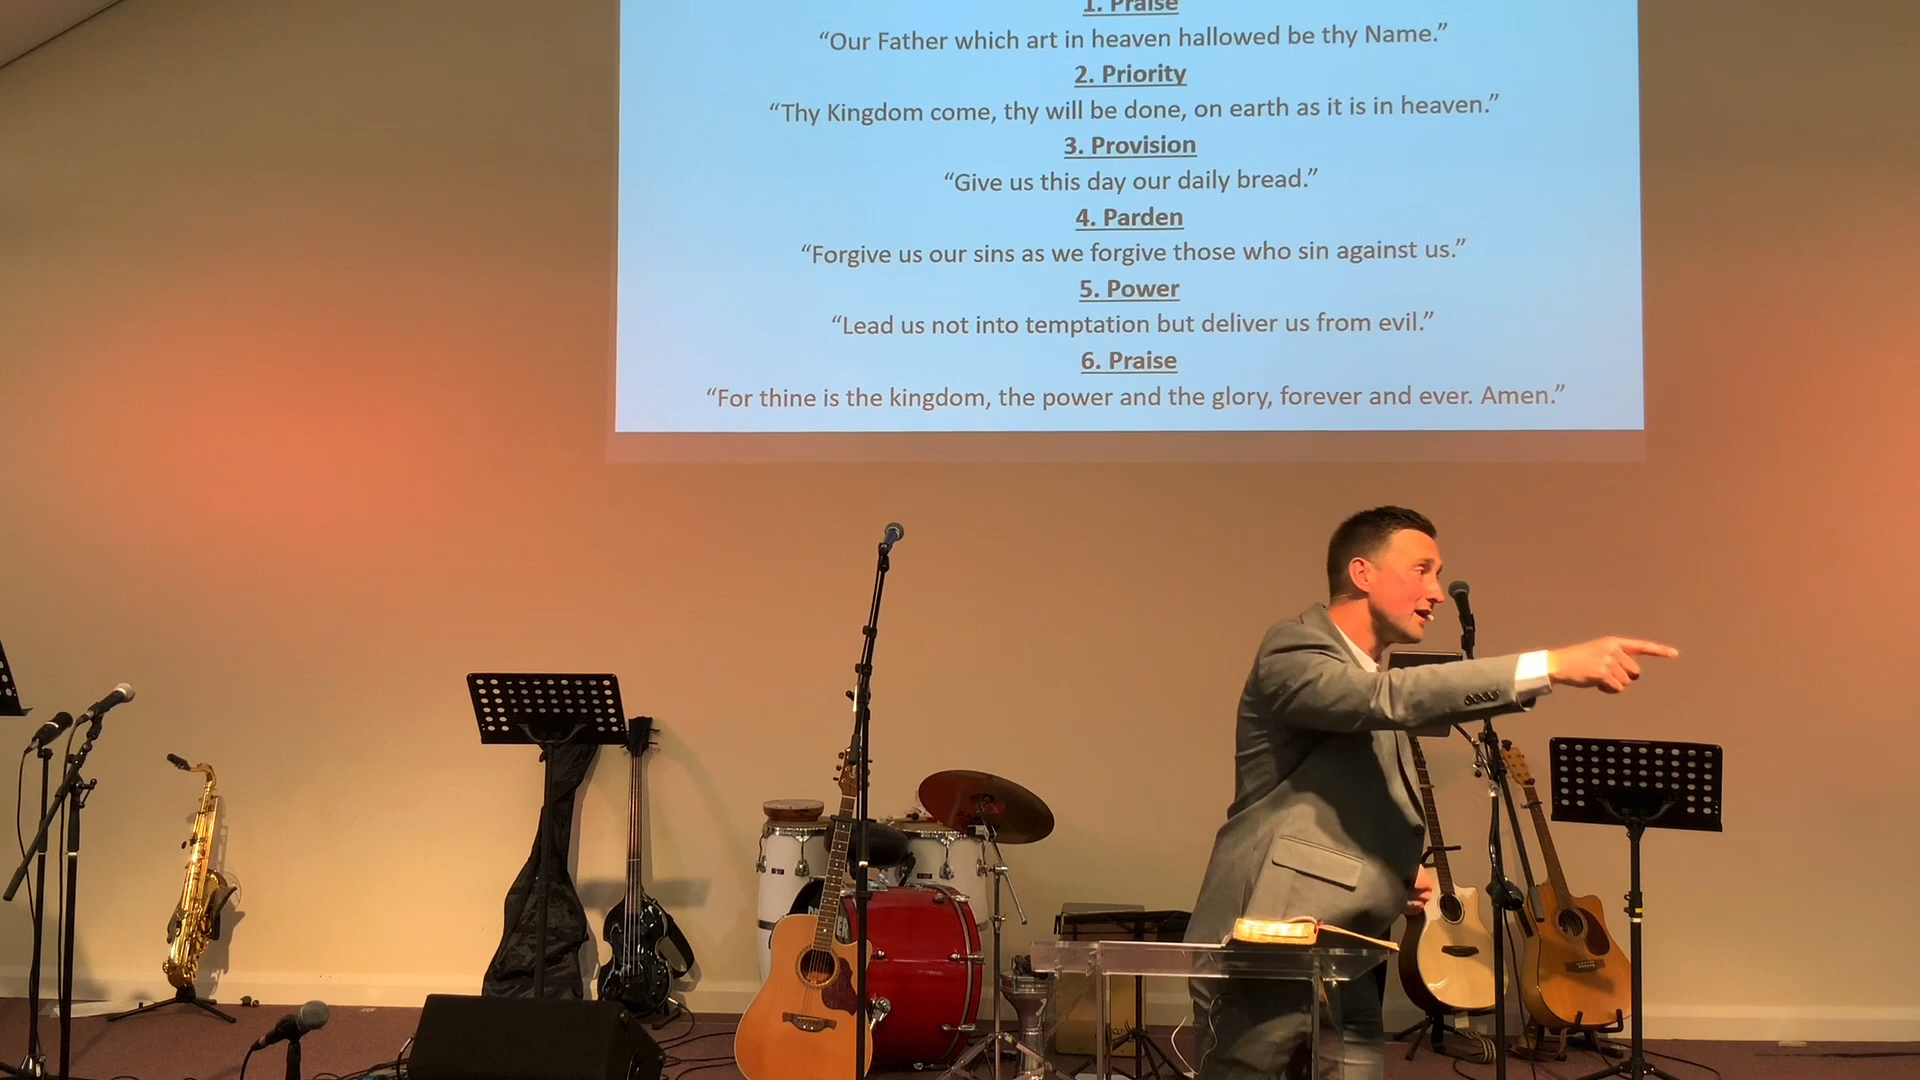 1. Praise
“Our Father which art in heaven hallowed be thy Name.”
2. Priority
“Thy Kingdom come, thy will be done, on earth as it is in heaven.”
3. Provision
“Give us this day our daily bread.”
4. Parden
“Forgive us our sins as we forgive those who sin against us.”
5. Power
“Lead us not into temptation but deliver us from evil.”
6. Praise
“For thine is the kingdom, the power and the glory, forever and ever. Amen.”